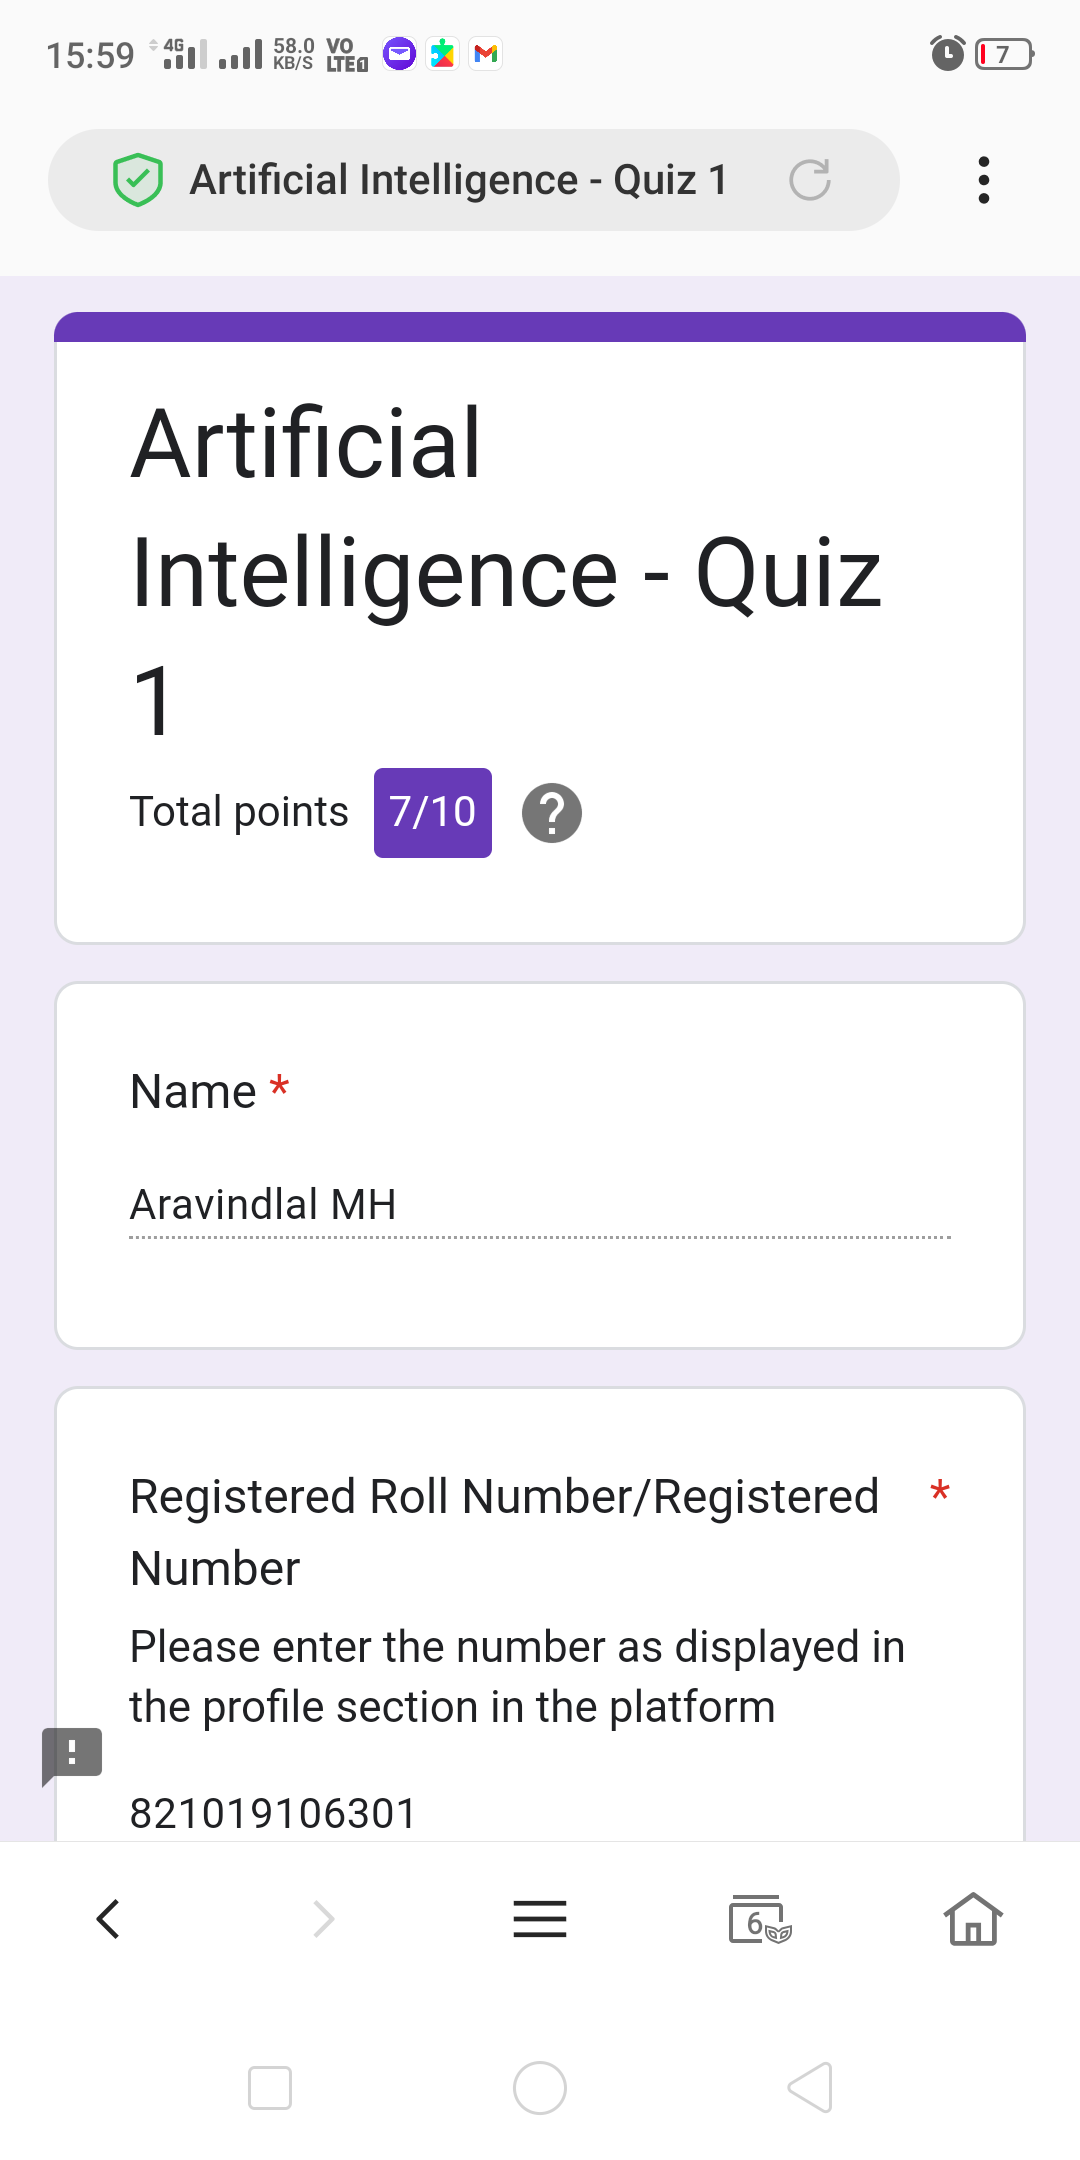 15:59 4G 58.0 KB/S VO LTE 1 7
Artificial Intelligence - Quiz 1
Artificial
Intelligence - Quiz
1
Total points 7/10 ?
Name *
Aravindlal MH
Registered Roll Number/Registered *
Number
Please enter the number as displayed in
the profile section in the platform
!
821019106301
6